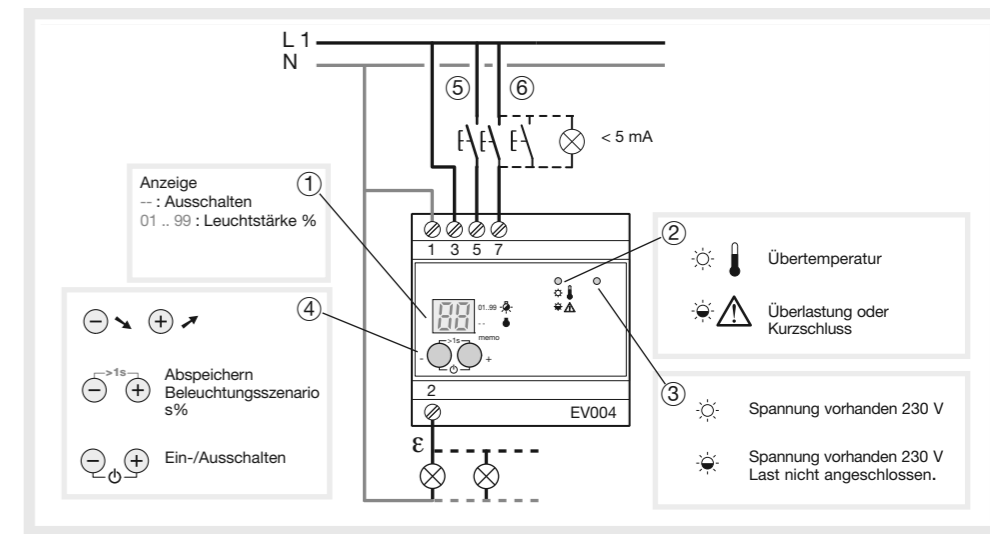 L 1
N
⑤
⑥
< 5 mA
Anzeige
-- : Ausschalten
01 .. 99 : Leuchtstärke %
①
1 3 5 7
②
Übertemperatur
Überlastung oder
Kurzschluss
④
01..99
--
memo
>1s
- +
88
>1s
Abspeichern
Beleuchtungsszenario
s%
Ein-/Ausschalten
2
EV004
ε
③
Spannung vorhanden 230 V
Spannung vorhanden 230 V
Last nicht angeschlossen.